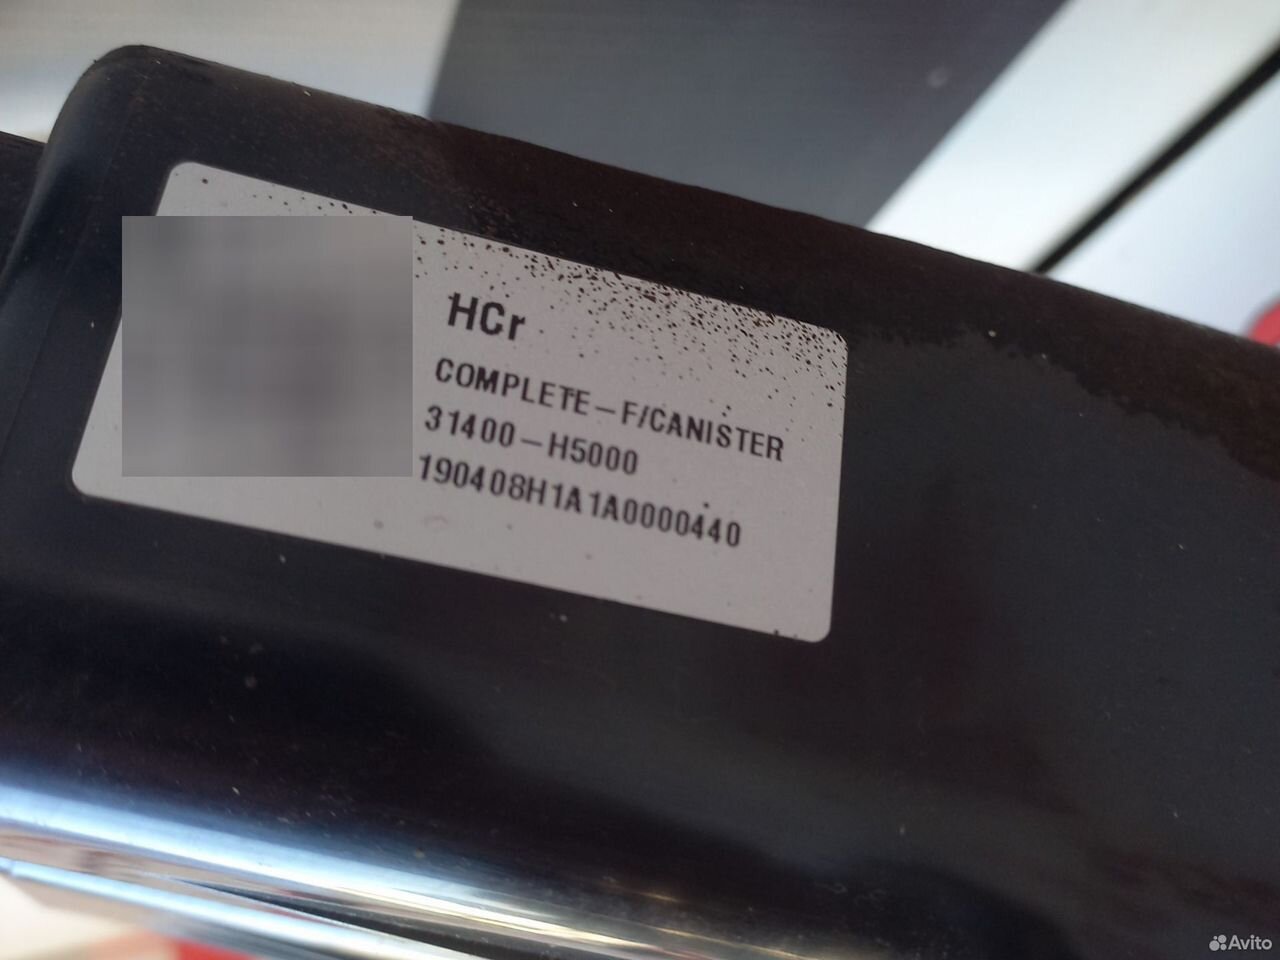 HCr
COMPLETE-F/CANISTER
31400-H5000
190408H1A1A0000440
Avito